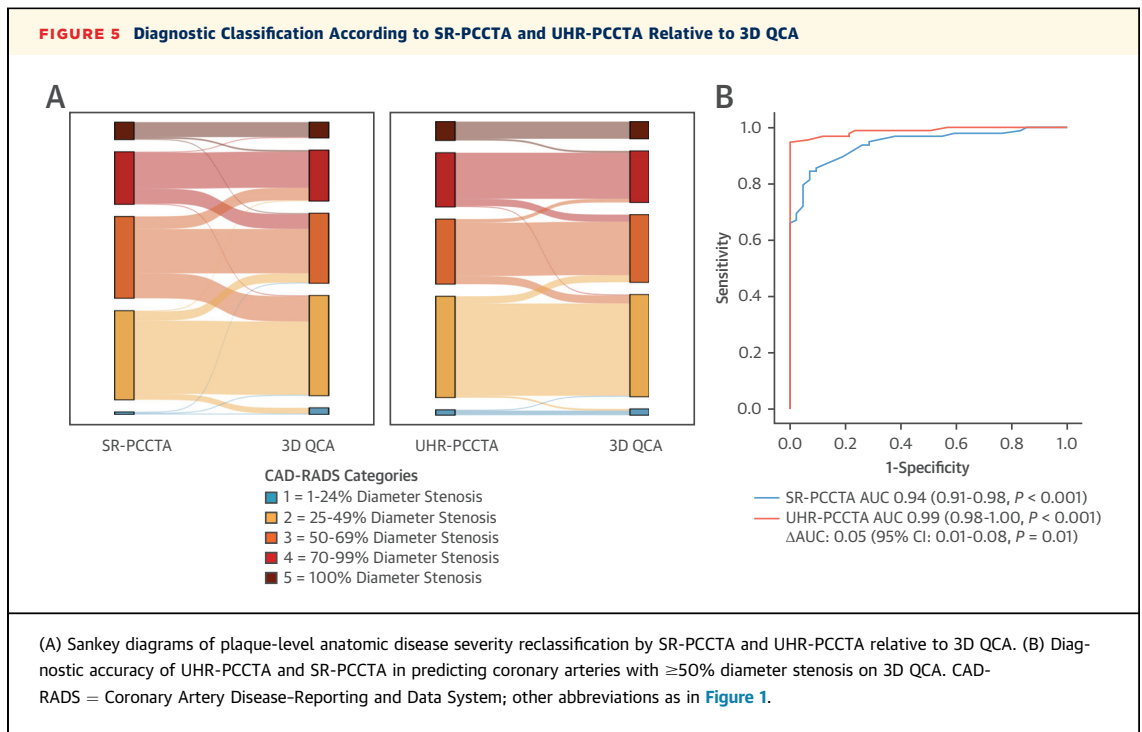 FIGURE 5 Diagnostic Classification According to SR-PCCTA and UHR-PCCTA Relative to 3D QCA
A
SR-PCCTA
3D QCA
UHR-PCCTA
3D QCA
CAD-RADS Categories
1 = 1-24% Diameter Stenosis
2 = 25-49% Diameter Stenosis
3 = 50-69% Diameter Stenosis
4 = 70-99% Diameter Stenosis
5 = 100% Diameter Stenosis
B
Sensitivity
1.0
0.8
0.6
0.4
0.2
0.0
0.0 0.2 0.4 0.6 0.8 1.0
1-Specificity
SR-PCCTA AUC 0.94 (0.91-0.98, P < 0.001)
UHR-PCCTA AUC 0.99 (0.98-1.00, P < 0.001)
ΔAUC: 0.05 (95% CI: 0.01-0.08, P = 0.01)
(A) Sankey diagrams of plaque-level anatomic disease severity reclassification by SR-PCCTA and UHR-PCCTA relative to 3D QCA. (B) Diag-
nostic accuracy of UHR-PCCTA and SR-PCCTA in predicting coronary arteries with ≥50% diameter stenosis on 3D QCA. CAD-
RADS = Coronary Artery Disease-Reporting and Data System; other abbreviations as in Figure 1.